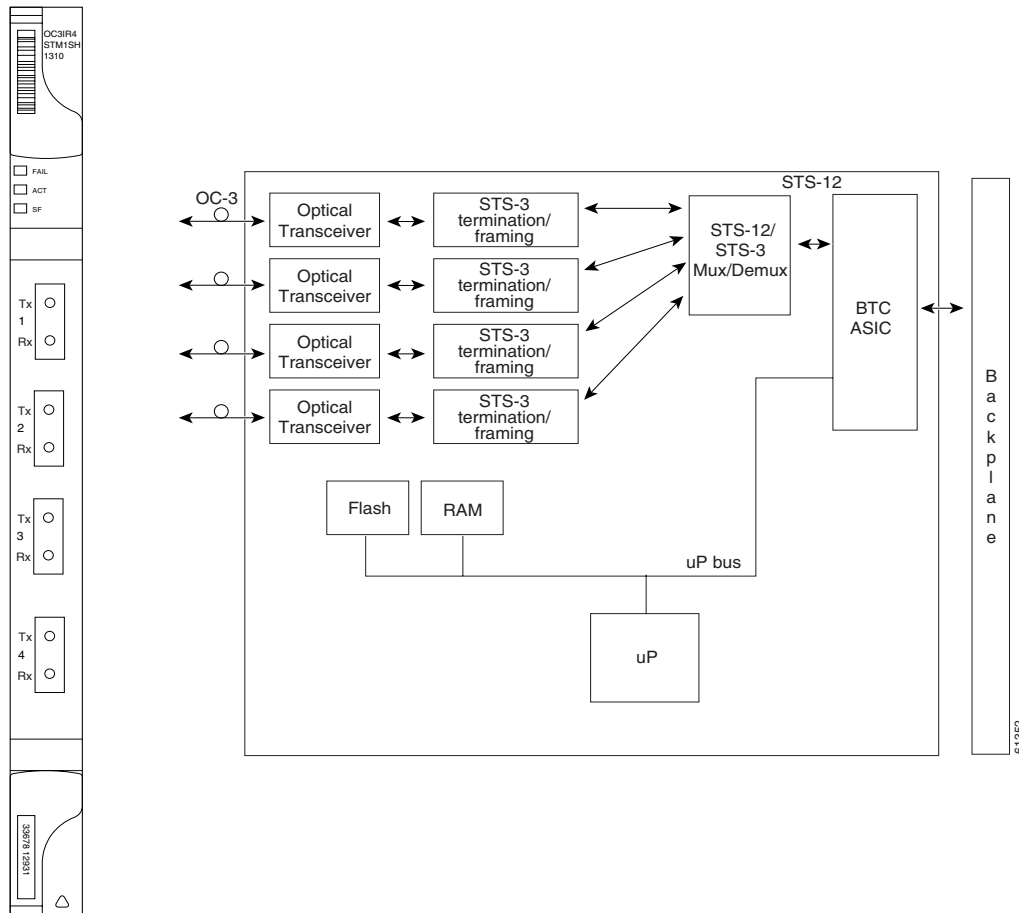 OC3IR4
STM1SH
1310
FAIL
ACT
SF
Tx
1
Rx
Tx
2
Rx
Tx
3
Rx
Tx
4
Rx
33678 12931
OC-3
Optical
Transceiver
STS-3
termination/
framing
Optical
Transceiver
STS-3
termination/
framing
Optical
Transceiver
STS-3
termination/
framing
Optical
Transceiver
STS-3
termination/
framing
STS-12/
STS-3
Mux/Demux
STS-12
BTC
ASIC
Flash
RAM
uP bus
uP
Backplane
61352